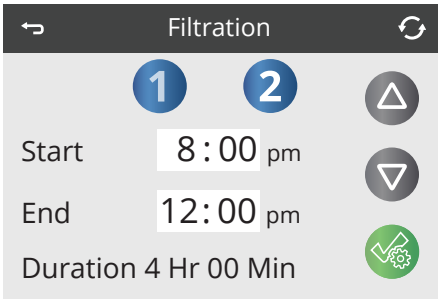 Filtration
1 2
Start 8:00 pm
End 12:00 pm
Duration 4 Hr 00 Min